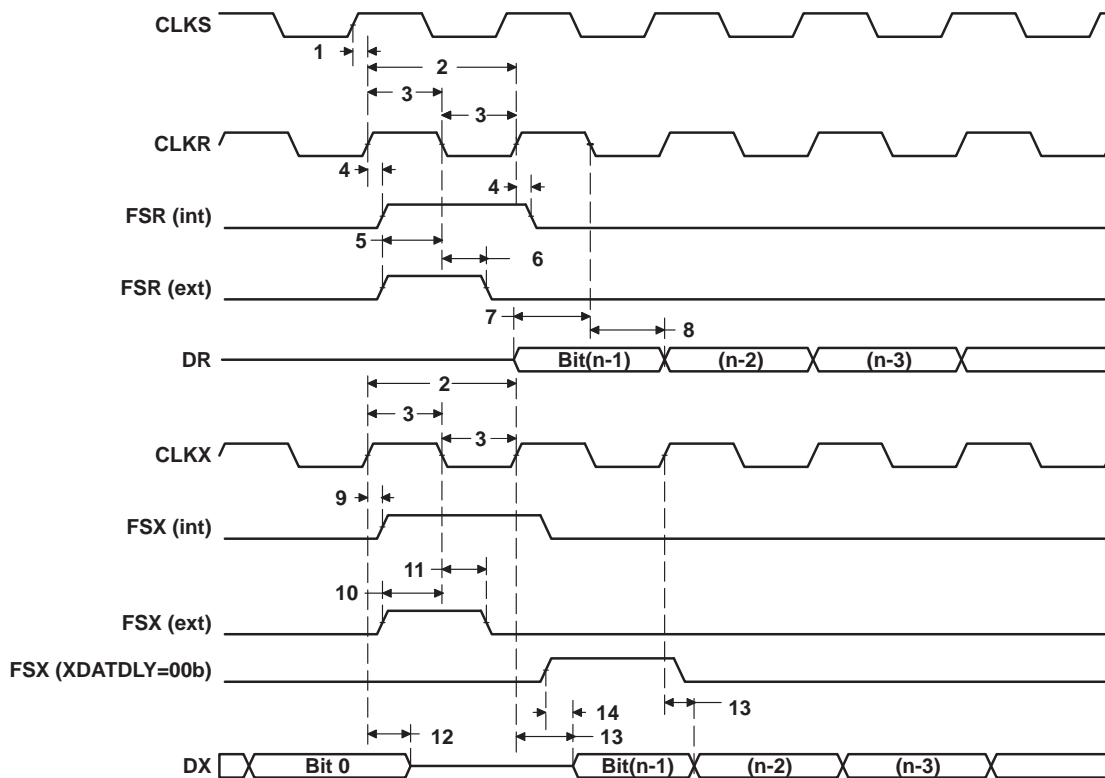 CLKS
1
2
3
3
CLKR
4
4
FSR (int)
5
6
FSR (ext)
7
8
DR
Bit(n-1)
(n-2)
(n-3)
2
3
3
CLKX
9
FSX (int)
11
10
FSX (ext)
FSX (XDATDLY=00b)
14
13
12
13
DX
Bit 0
Bit(n-1)
(n-2)
(n-3)